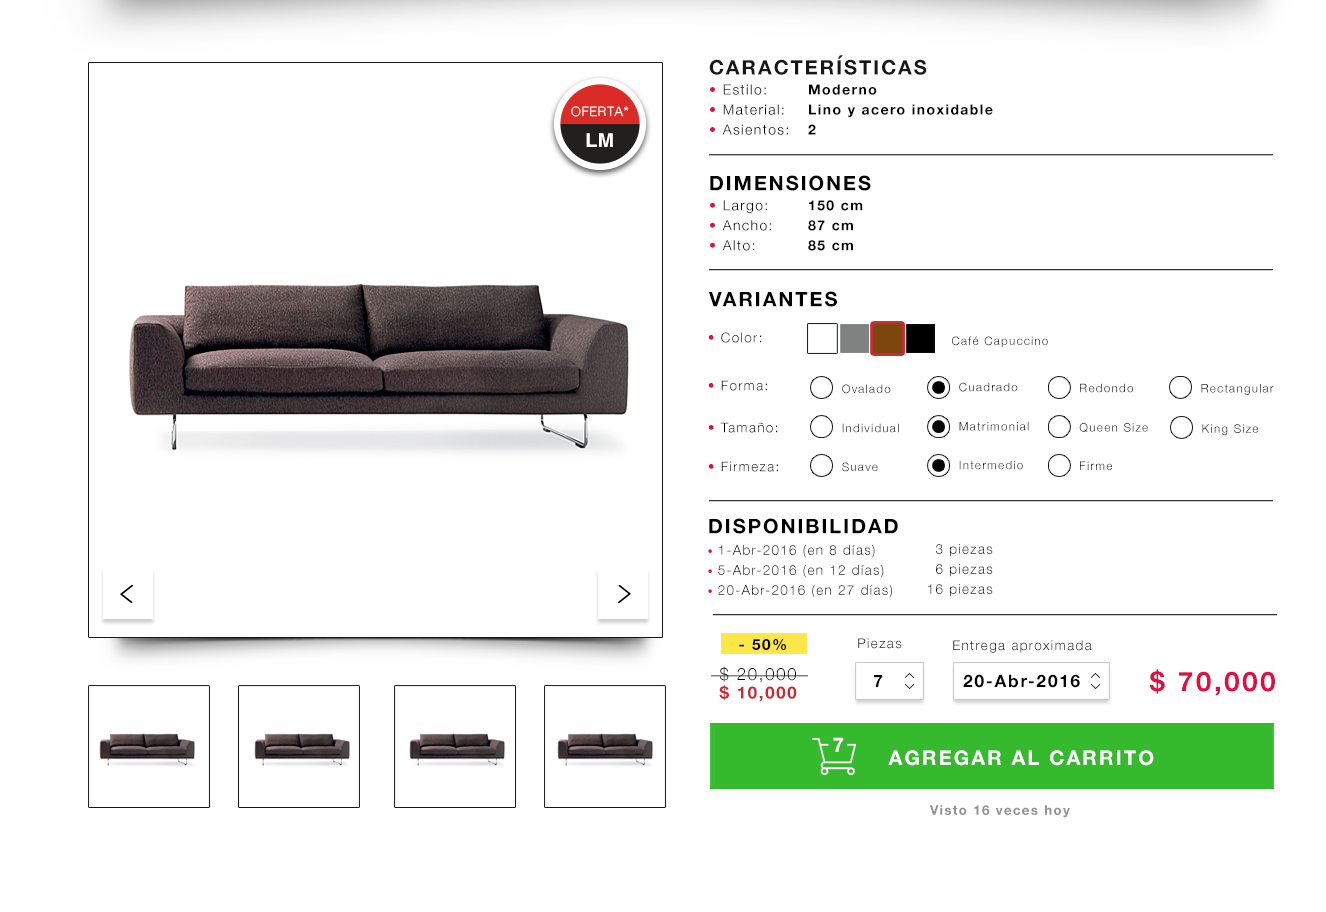 OFERTA*
LM
CARACTERÍSTICAS
• Estilo: Moderno
• Material: Lino y acero inoxidable
• Asientos: 2
DIMENSIONES
• Largo: 150 cm
• Ancho: 87 cm
• Alto: 85 cm
VARIANTES
• Color: Café Capuccino
• Forma: Ovalado Cuadrado Redondo Rectangular
• Tamaño: Individual Matrimonial Queen Size King Size
• Firmeza: Suave Intermedio Firme
DISPONIBILIDAD
• 1-Abr-2016 (en 8 días) 3 piezas
• 5-Abr-2016 (en 12 días) 6 piezas
• 20-Abr-2016 (en 27 días) 16 piezas
- 50% Piezas Entrega aproximada
$ 20,000
$ 10,000 7 20-Abr-2016 $ 70,000
7 AGREGAR AL CARRITO
Visto 16 veces hoy